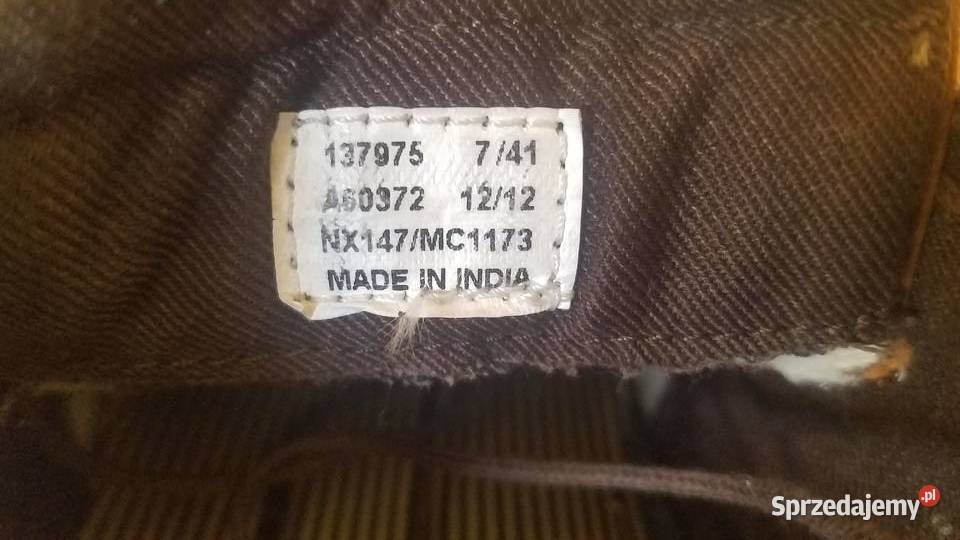 137975 7/41
A60372 12/12
NX147/MC1173
MADE IN INDIA
Sprzedajemy.pl